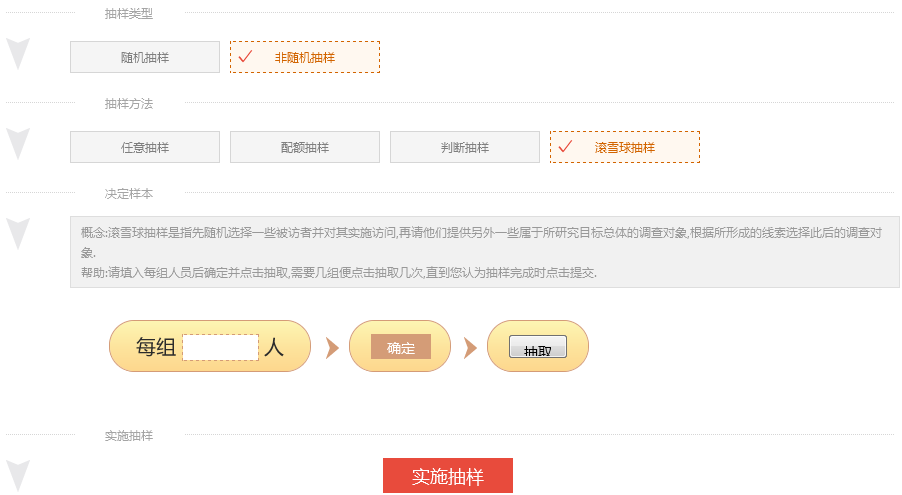 抽样类型
随机抽样 非随机抽样
抽样方法
任意抽样 配额抽样 判断抽样 滚雪球抽样
决定样本
概念:滚雪球抽样是指先随机选择一些被访者并对其实施访问,再请他们提供另外一些属于所研究目标总体的调查对象,根据所形成的线索选择此后的调查对
象.
帮助:请填入每组人员后确定并点击抽取,需要几组便点击抽取几次,直到您认为抽样完成时点击提交.
每组 人 确定 抽取
实施抽样
实施抽样